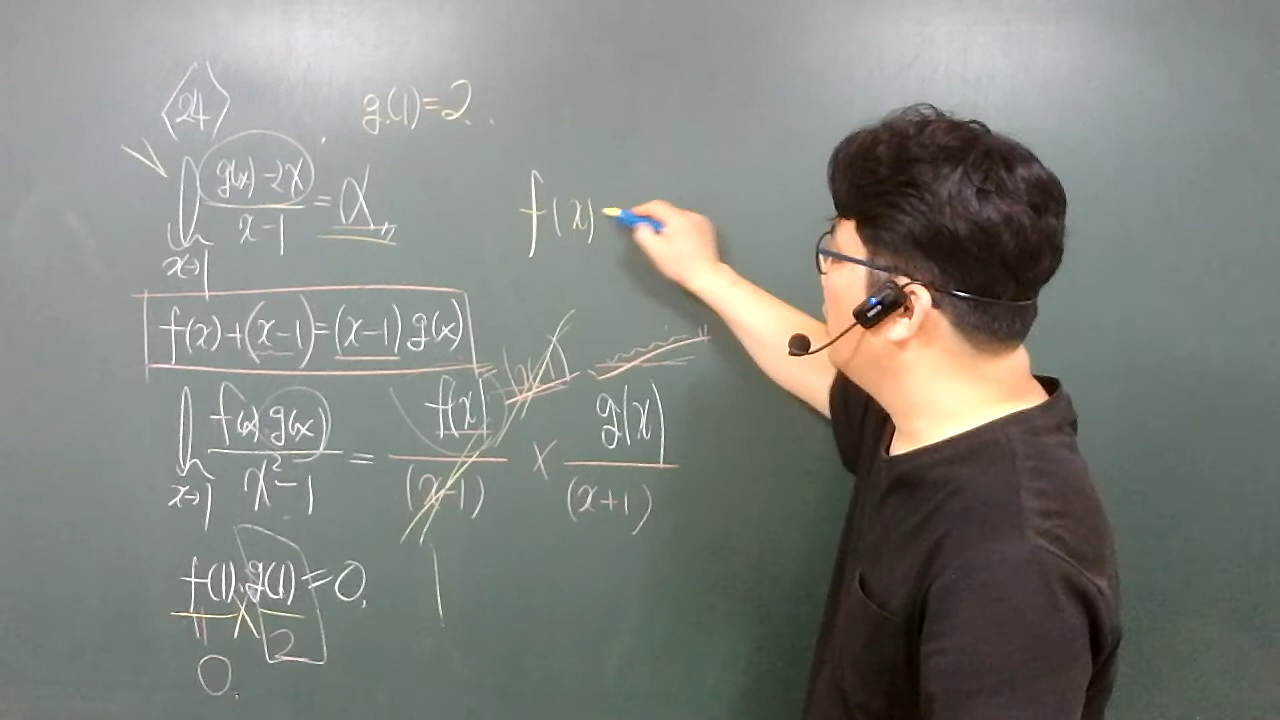 <24> g(1)=2
lim x→1 g(x)-2x / x-1 = α
f(x)
f(x)+(x-1)=(x-1)g(x)
lim x→1 f(x)g(x) / x²-1 = f(x) / (x-1) × g(x) / (x+1)
f(1)·g(1)=0
0 × 2